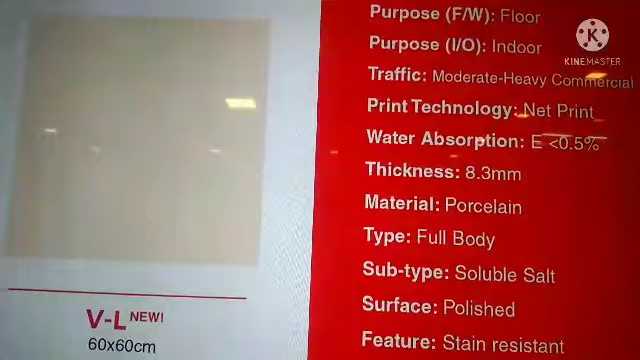 V-L NEW!
60x60cm
Purpose (F/W): Floor
Purpose (I/O): Indoor
Traffic: Moderate-Heavy Commercial
Print Technology: Net Print
Water Absorption: E <0.5%
Thickness: 8.3mm
Material: Porcelain
Type: Full Body
Sub-type: Soluble Salt
Surface: Polished
Feature: Stain resistant
K
KINEMASTER